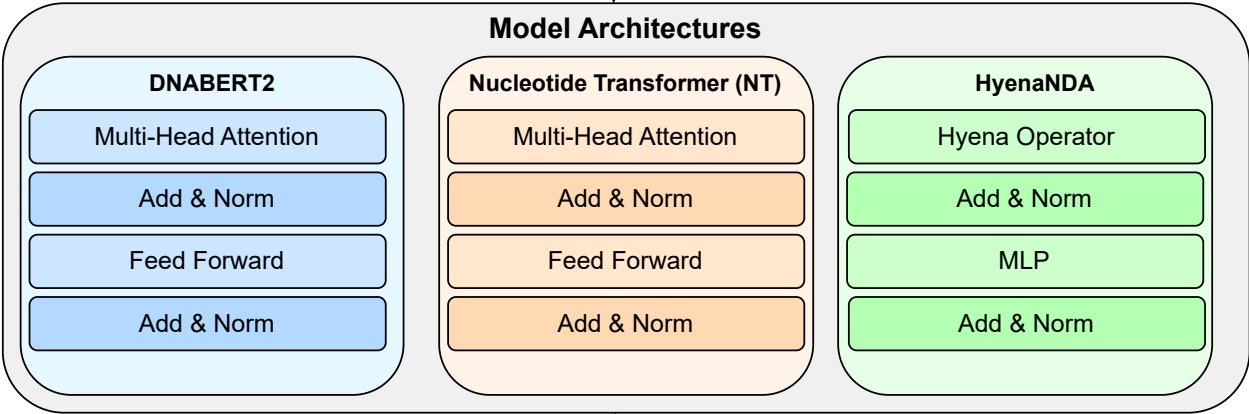 Model Architectures
DNABERT2
Multi-Head Attention
Add & Norm
Feed Forward
Add & Norm
Nucleotide Transformer (NT)
Multi-Head Attention
Add & Norm
Feed Forward
Add & Norm
HyenaNDA
Hyena Operator
Add & Norm
MLP
Add & Norm